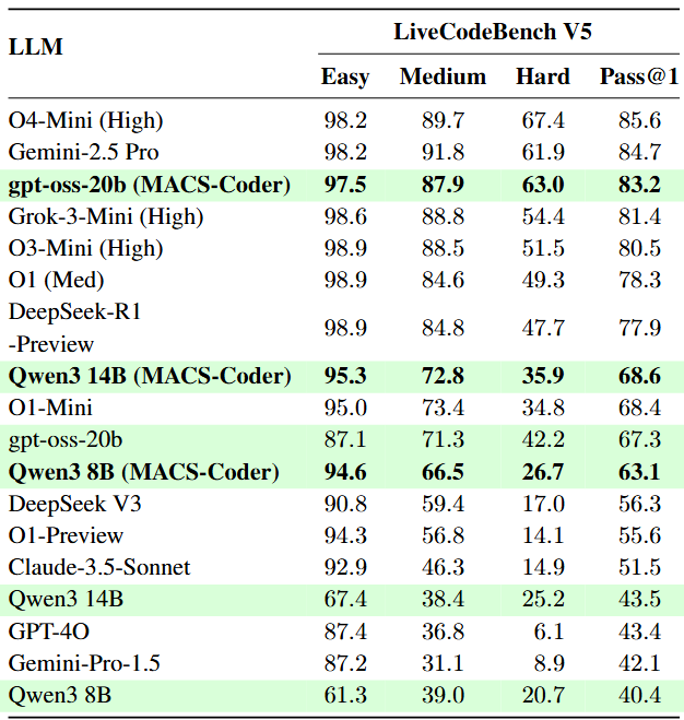 LLM LiveCodeBench V5
Easy Medium Hard Pass@1
O4-Mini (High) 98.2 89.7 67.4 85.6
Gemini-2.5 Pro 98.2 91.8 61.9 84.7
gpt-oss-20b (MACS-Coder) 97.5 87.9 63.0 83.2
Grok-3-Mini (High) 98.6 88.8 54.4 81.4
O3-Mini (High) 98.9 88.5 51.5 80.5
O1 (Med) 98.9 84.6 49.3 78.3
DeepSeek-R1
-Preview 98.9 84.8 47.7 77.9
Qwen3 14B (MACS-Coder) 95.3 72.8 35.9 68.6
O1-Mini 95.0 73.4 34.8 68.4
gpt-oss-20b 87.1 71.3 42.2 67.3
Qwen3 8B (MACS-Coder) 94.6 66.5 26.7 63.1
DeepSeek V3 90.8 59.4 17.0 56.3
O1-Preview 94.3 56.8 14.1 55.6
Claude-3.5-Sonnet 92.9 46.3 14.9 51.5
Qwen3 14B 67.4 38.4 25.2 43.5
GPT-4O 87.4 36.8 6.1 43.4
Gemini-Pro-1.5 87.2 31.1 8.9 42.1
Qwen3 8B 61.3 39.0 20.7 40.4